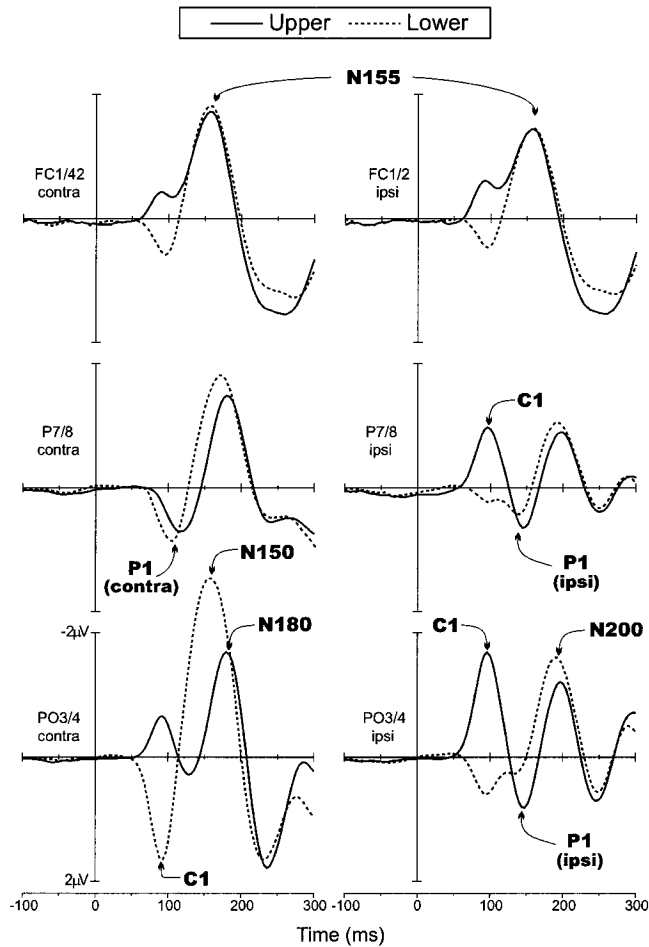 Upper Lower
N155
FC1/42
contra
FC1/2
ipsi
P7/8
contra
C1
P7/8
ipsi
P1
(contra)
N150
P1
(ipsi)
-2µV
N180
C1
N200
PO3/4
contra
PO3/4
ipsi
P1
(ipsi)
2µV
C1
-100 0 100 200 300
-100 0 100 200 300
Time (ms)